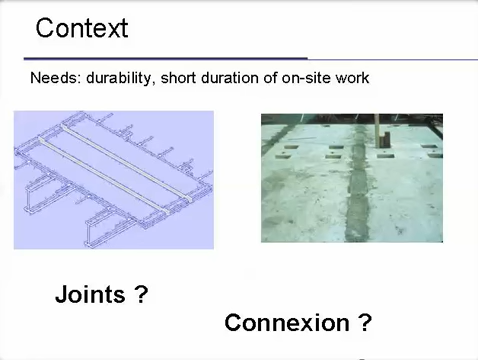 Context
Needs: durability, short duration of on-site work
Joints ?
Connexion ?